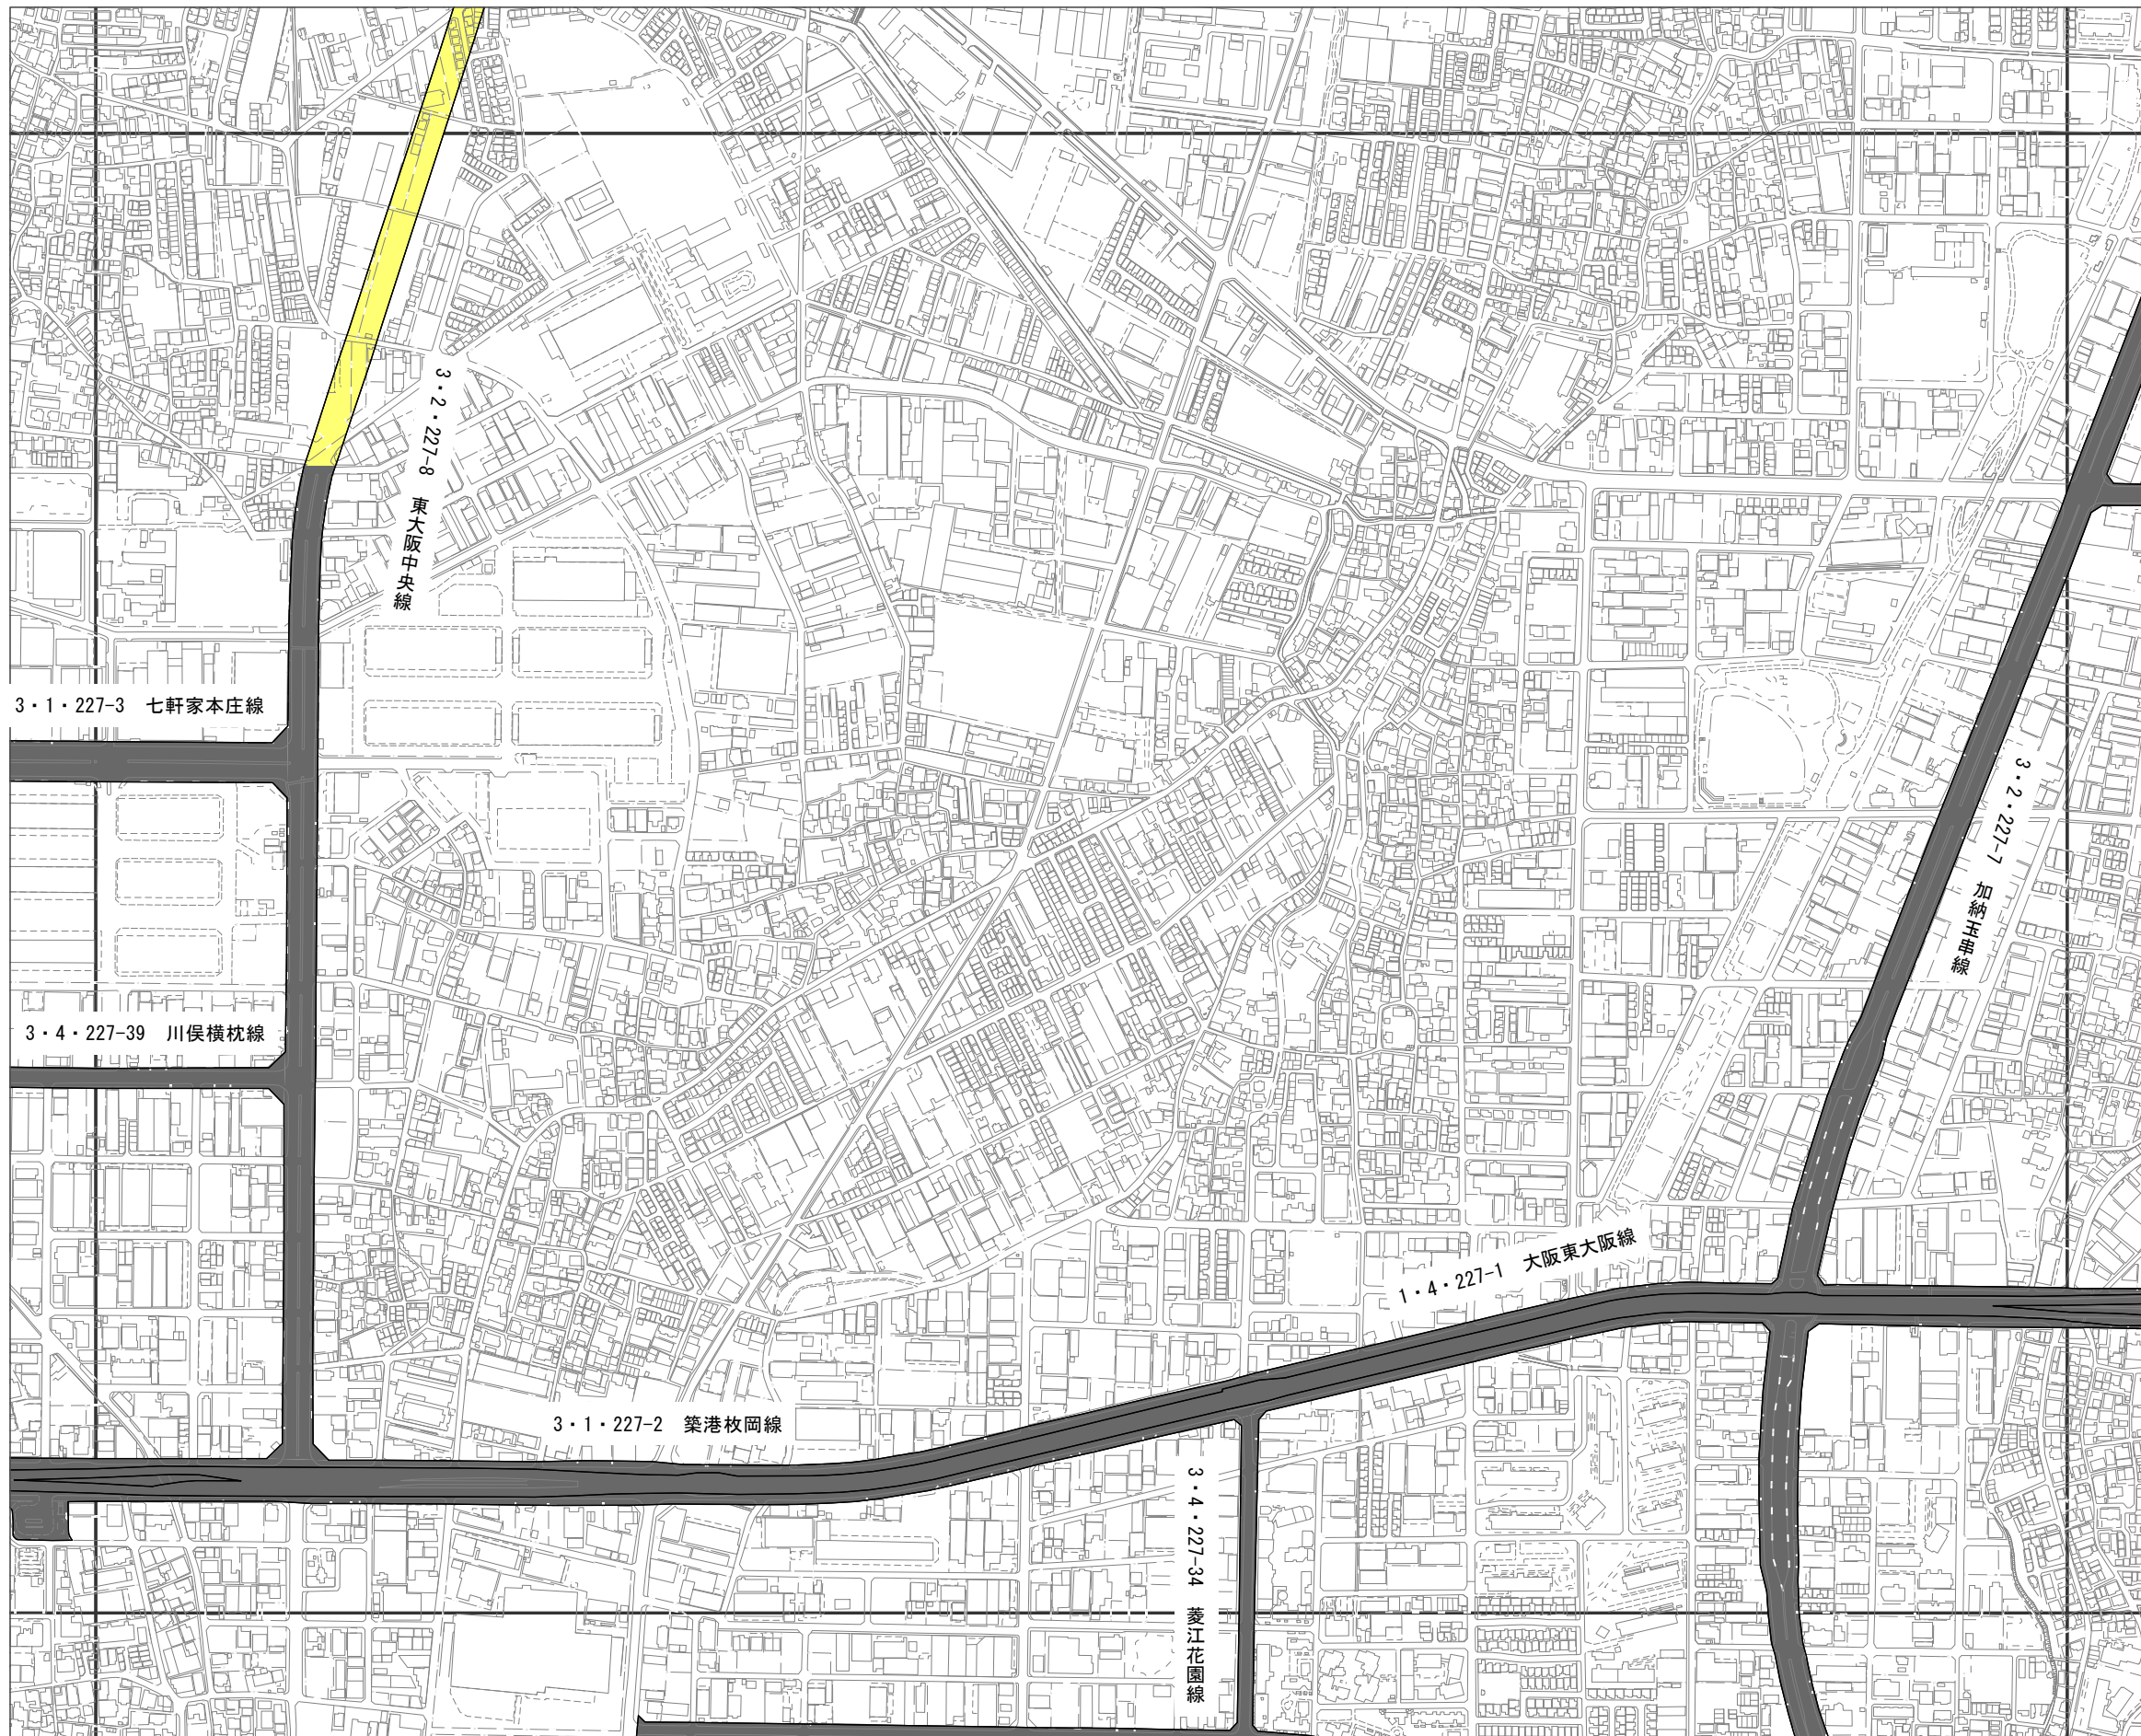 3・2・227-8 東大阪中央線
3・1・227-3 七軒家本庄線
3・2・227-7 加納玉串線
3・4・227-39 川俣横枕線
1・4・227-1 大阪東大阪線
3・1・227-2 築港枚岡線
3・4・227-34 菱江花園線